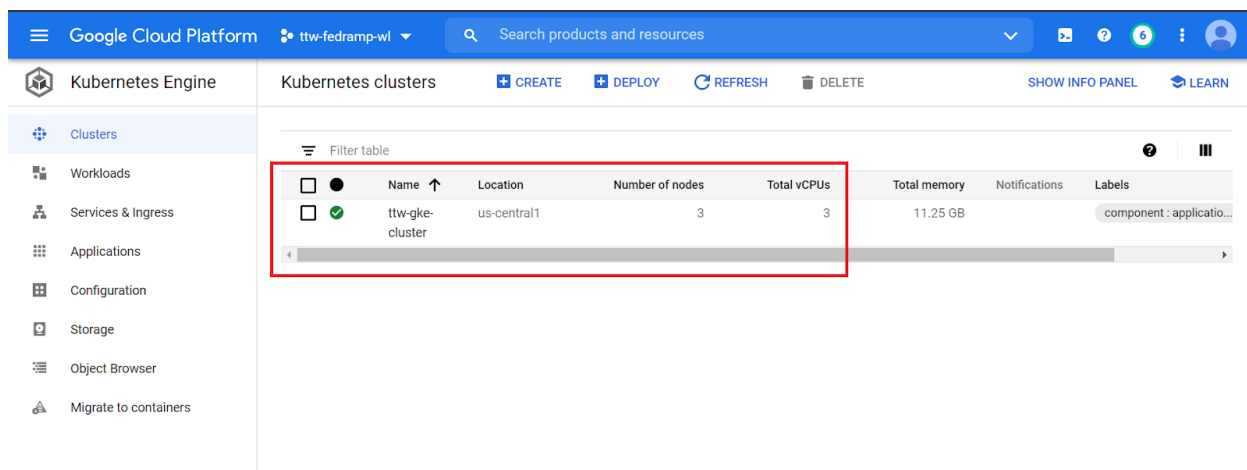 Google Cloud Platform ttw-fedramp-wl Search products and resources 6
Kubernetes Engine
Kubernetes clusters CREATE DEPLOY REFRESH DELETE SHOW INFO PANEL LEARN
Clusters
Workloads
Services & Ingress
Applications
Configuration
Storage
Object Browser
Migrate to containers
Filter table
Name Location Number of nodes Total vCPUs Total memory Notifications Labels
ttw-gke-
cluster
us-central1 3 3 11.25 GB component : applicatio...